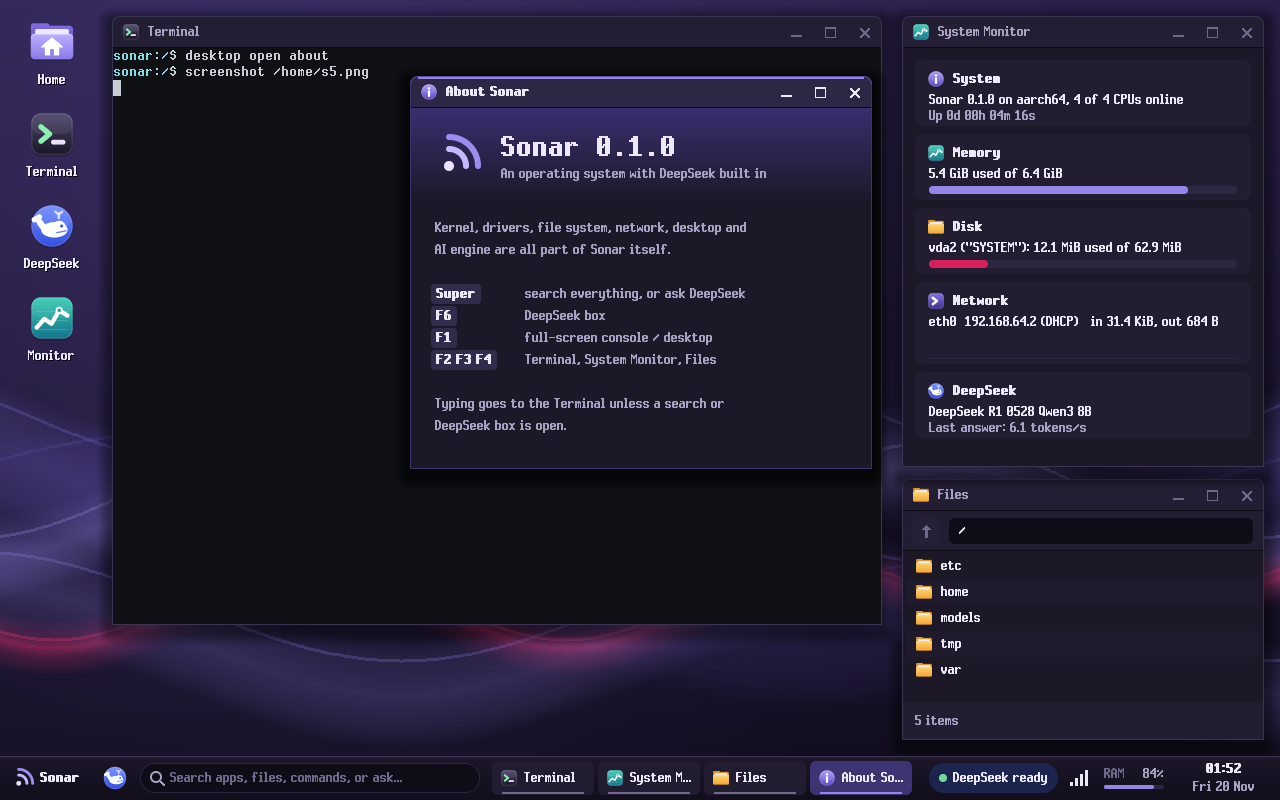 Home
Terminal
DeepSeek
Monitor
Terminal
sonar:/$ desktop open about
sonar:/$ screenshot /home/s5.png
About Sonar
Sonar 0.1.0
An operating system with DeepSeek built in
Kernel, drivers, file system, network, desktop and
AI engine are all part of Sonar itself.
Super search everything, or ask DeepSeek
F6 DeepSeek box
F1 full-screen console / desktop
F2 F3 F4 Terminal, System Monitor, Files
Typing goes to the Terminal unless a search or
DeepSeek box is open.
System Monitor
System
Sonar 0.1.0 on aarch64, 4 of 4 CPUs online
Up 0d 00h 04m 16s
Memory
5.4 GiB used of 6.4 GiB
Disk
vda2 ("SYSTEM"): 12.1 MiB used of 62.9 MiB
Network
eth0 192.168.64.2 (DHCP) in 31.4 KiB, out 684 B
DeepSeek
DeepSeek R1 0528 Qwen3 8B
Last answer: 6.1 tokens/s
Files
/
etc
home
models
tmp
var
5 items
Sonar
Search apps, files, commands, or ask...
Terminal
System M...
Files
About So...
DeepSeek ready
RAM 84%
01:52
Fri 20 Nov